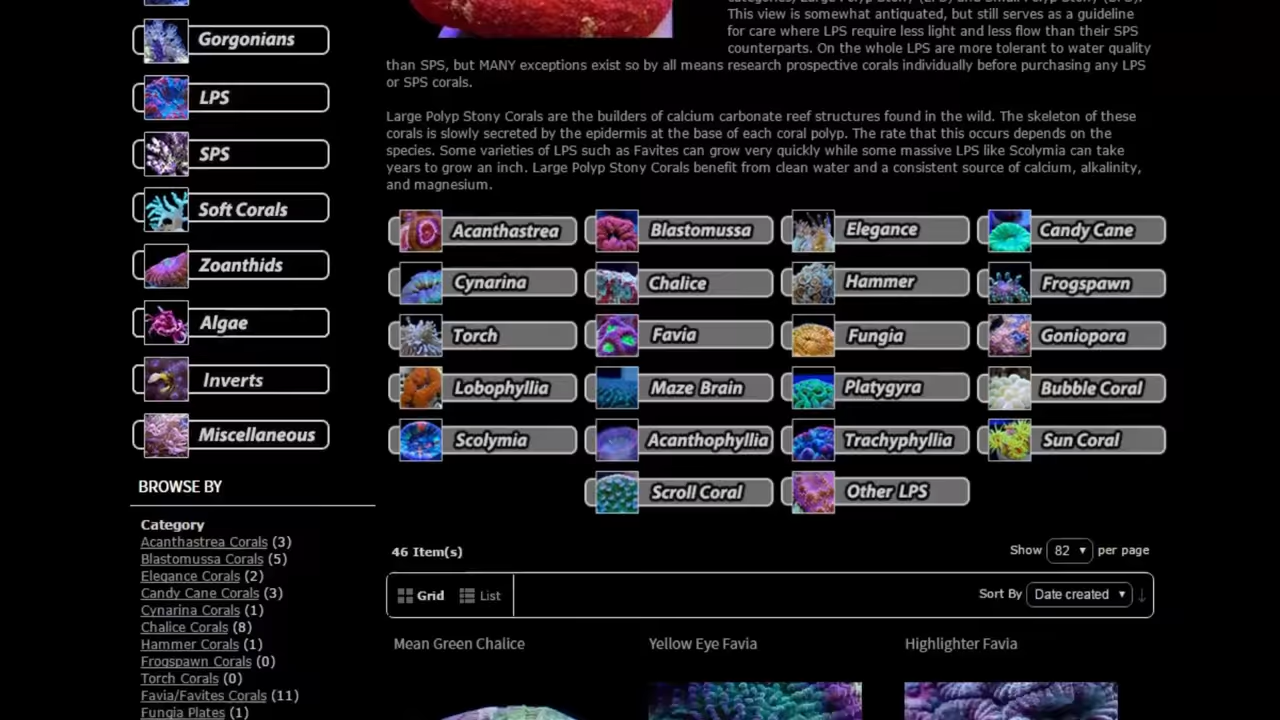 Gorgonians
LPS
SPS
Soft Corals
Zoanthids
Algae
Inverts
Miscellaneous
BROWSE BY
Category
Acanthastrea Corals (3)
Blastomussa Corals (5)
Elegance Corals (2)
Candy Cane Corals (3)
Cynarina Corals (1)
Chalice Corals (8)
Hammer Corals (1)
Frogspawn Corals (0)
Torch Corals (0)
Favia/Favites Corals (11)
Fungia Plates (1)
This view is somewhat antiquated, but still serves as a guideline
for care where LPS require less light and less flow than their SPS
counterparts. On the whole LPS are more tolerant to water quality
than SPS, but MANY exceptions exist so by all means research prospective corals individually before purchasing any LPS
or SPS corals.
Large Polyp Stony Corals are the builders of calcium carbonate reef structures found in the wild. The skeleton of these
corals is slowly secreted by the epidermis at the base of each coral polyp. The rate that this occurs depends on the
species. Some varieties of LPS such as Favites can grow very quickly while some massive LPS like Scolymia can take
years to grow an inch. Large Polyp Stony Corals benefit from clean water and a consistent source of calcium, alkalinity,
and magnesium.
Acanthastrea Blastomussa Elegance Candy Cane
Cynarina Chalice Hammer Frogspawn
Torch Favia Fungia Goniopora
Lobophyllia Maze Brain Platygyra Bubble Coral
Scolymia Acanthophyllia Trachyphyllia Sun Coral
Scroll Coral Other LPS
46 Item(s) Show 82 per page
Grid List Sort By Date created
Mean Green Chalice Yellow Eye Favia Highlighter Favia